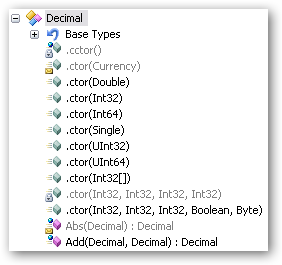 Decimal
Base Types
.cctor()
.ctor(Currency)
.ctor(Double)
.ctor(Int32)
.ctor(Int64)
.ctor(Single)
.ctor(UInt32)
.ctor(UInt64)
.ctor(Int32[])
.ctor(Int32, Int32, Int32, Int32)
.ctor(Int32, Int32, Int32, Boolean, Byte)
Abs(Decimal) : Decimal
Add(Decimal, Decimal) : Decimal